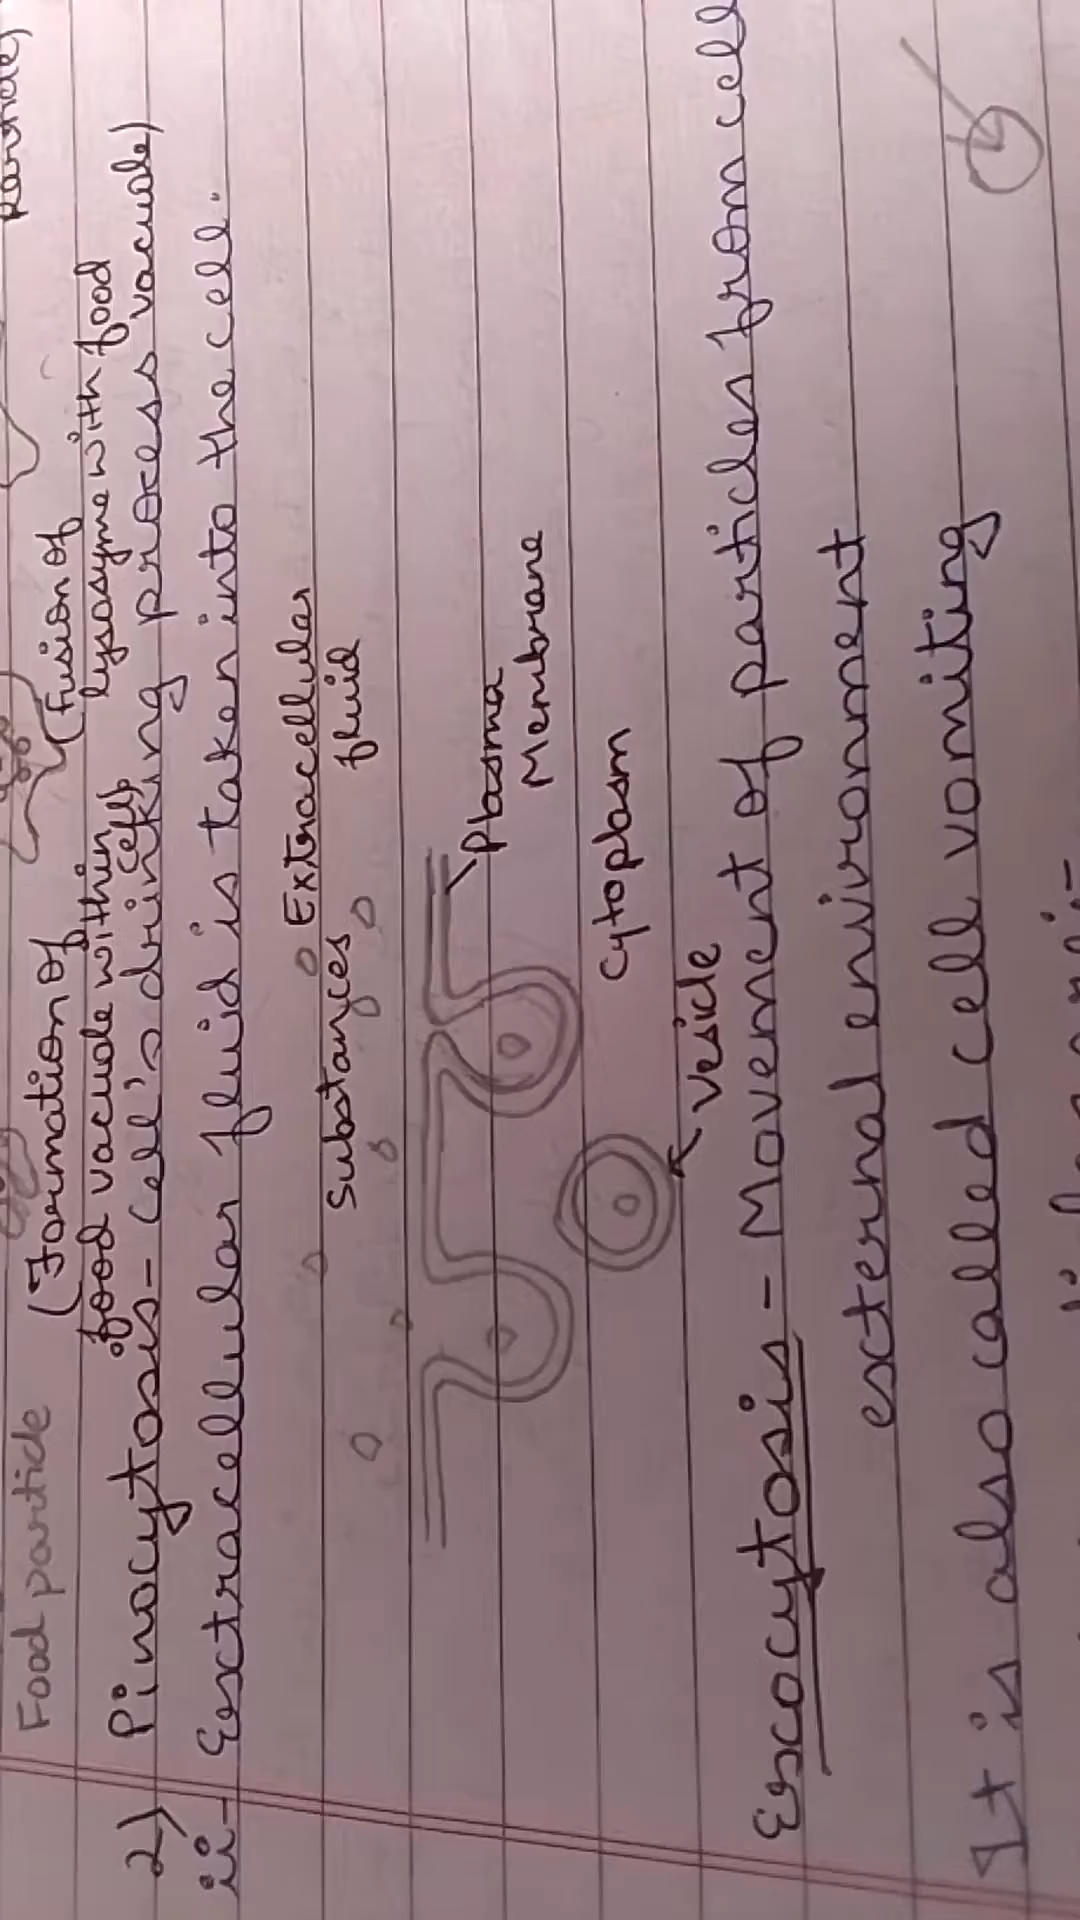 Food particle
(Formation of
food vacuole within
cell)
(Fusion of
lysosyme with food
vacuole)
2) Pinocytosis - cell's drinking process
ii - Extracellular fluid is taken into the cell.
Extracellular
fluid
Substances
Plasma
Membrane
Cytoplasm
Vesicle
Exocytosis - Movement of particles from cell
external environment
It is also called cell vomiting